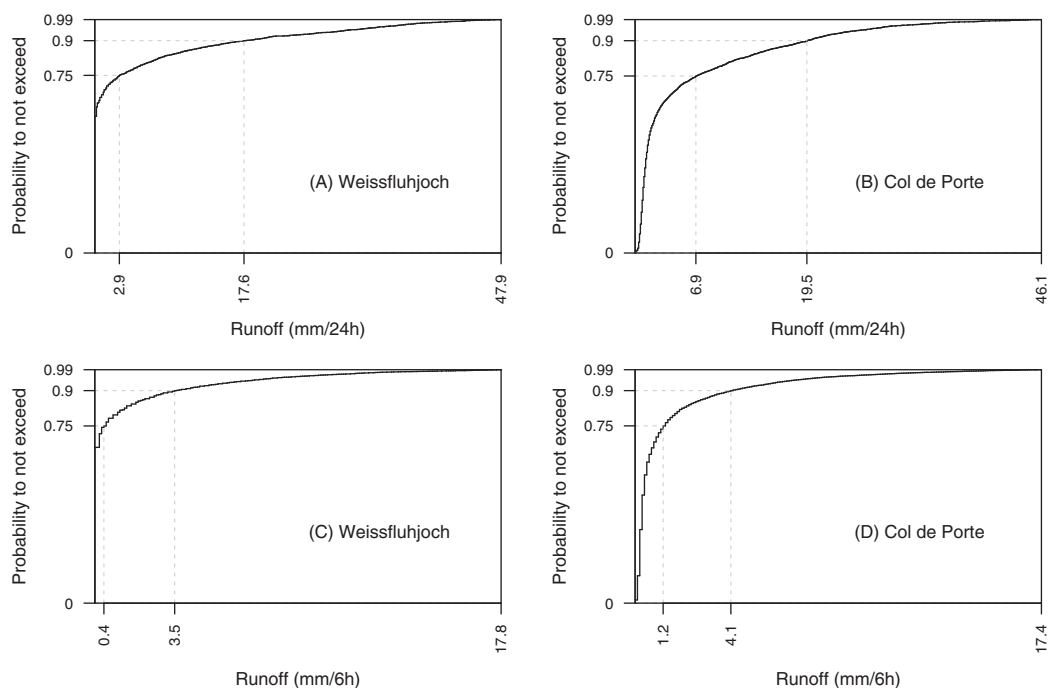 Probability to not exceed
0.99
0.9
0.75
0
(A) Weissfluhjoch
2.9
17.6
47.9
Runoff (mm/24h)
Probability to not exceed
0.99
0.9
0.75
0
(B) Col de Porte
6.9
19.5
46.1
Runoff (mm/24h)
Probability to not exceed
0.99
0.9
0.75
0
(C) Weissfluhjoch
0.4
3.5
17.8
Runoff (mm/6h)
Probability to not exceed
0.99
0.9
0.75
0
(D) Col de Porte
1.2
4.1
17.4
Runoff (mm/6h)